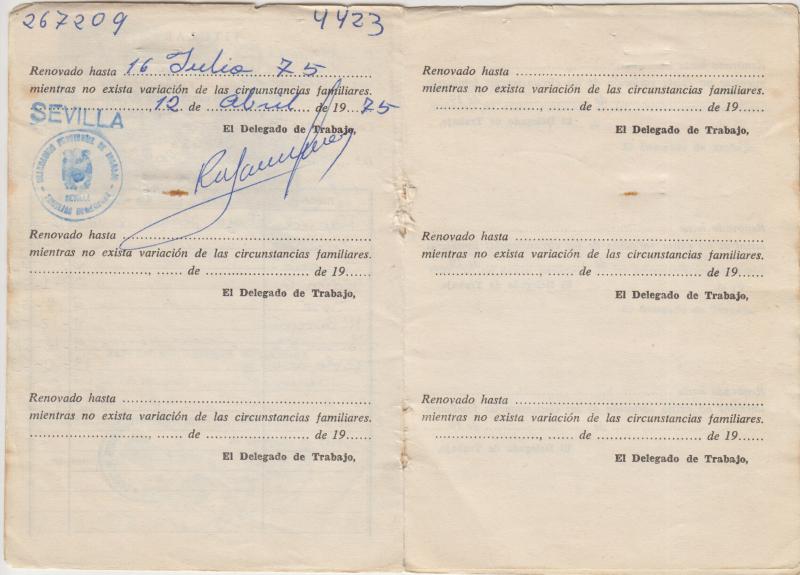 267209
4423
Renovado hasta 16 Julio 75
mientras no exista variación de las circunstancias familiares.
SEVILLA, 12 de Abril de 1975
El Delegado de Trabajo,
SEVILLA
FAMILIAS NUMEROSAS
Renovado hasta
mientras no exista variación de las circunstancias familiares.
........................, ...... de ........................ de 19......
El Delegado de Trabajo,
Renovado hasta
mientras no exista variación de las circunstancias familiares.
........................, ...... de ........................ de 19......
El Delegado de Trabajo,
Renovado hasta
mientras no exista variación de las circunstancias familiares.
........................, ...... de ........................ de 19......
El Delegado de Trabajo,
Renovado hasta
mientras no exista variación de las circunstancias familiares.
........................, ...... de ........................ de 19......
El Delegado de Trabajo,
Renovado hasta
mientras no exista variación de las circunstancias familiares.
........................, ...... de ........................ de 19......
El Delegado de Trabajo,